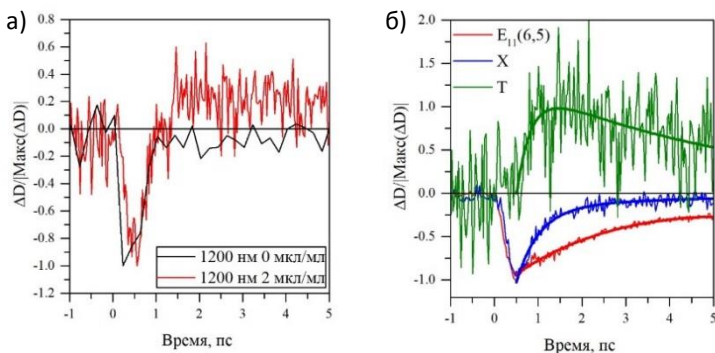 а)
ΔD/|Макс(ΔD)|
0.8
0.6
0.4
0.2
0.0
-0.2
-0.4
-0.6
-0.8
-1.0
-1.2
1200 нм 0 мкл/мл
1200 нм 2 мкл/мл
-1 0 1 2 3 4 5
Время, пс
б)
ΔD/|Макс(ΔD)|
2.0
1.5
1.0
0.5
0.0
-0.5
-1.0
E₁₁(6,5)
X
T
-1 0 1 2 3 4 5
Время, пс